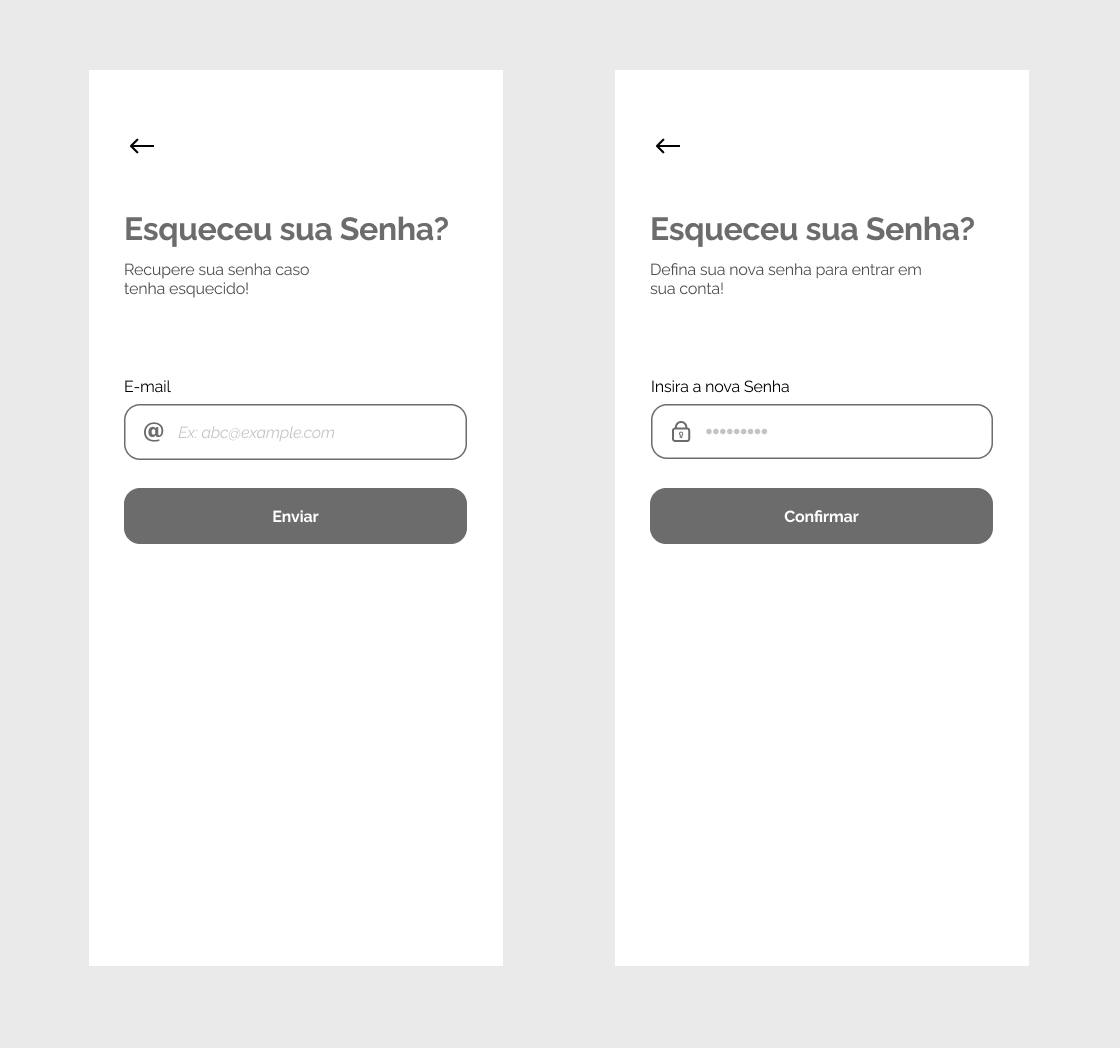 Esqueceu sua Senha?
Recupere sua senha caso
tenha esquecido!
E-mail
@ Ex: abc@example.com
Enviar
Esqueceu sua Senha?
Defina sua nova senha para entrar em
sua conta!
Insira a nova Senha
•••••••••
Confirmar